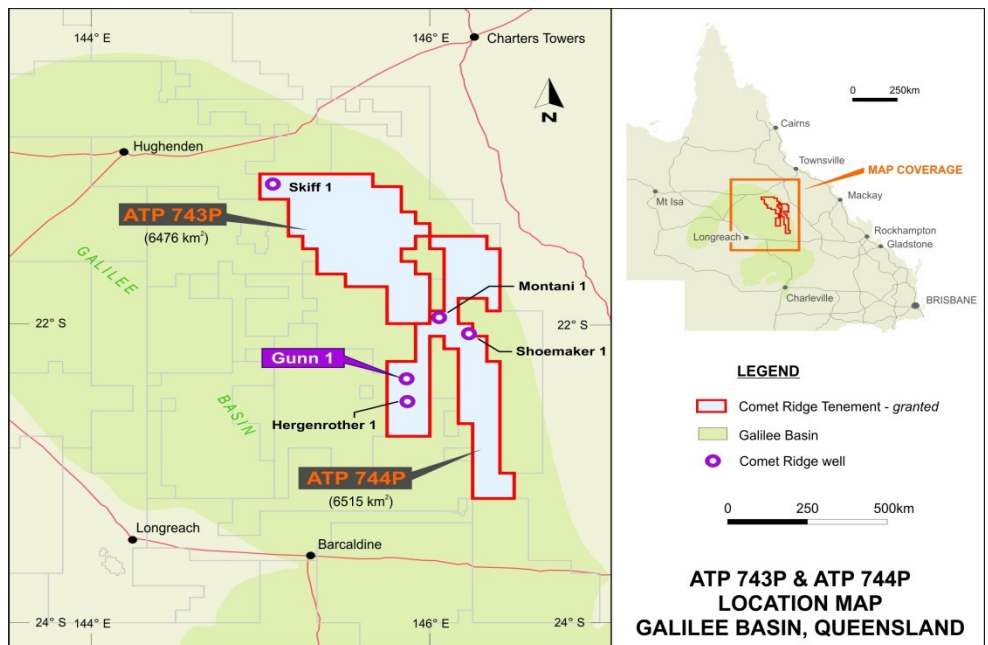 144° E
146° E
Charters Towers
N
Hughenden
Skiff 1
ATP 743P
(6476 km²)
GALILEE
BASIN
Montani 1
22° S
22° S
Shoemaker 1
Gunn 1
Hergenrother 1
ATP 744P
(6515 km²)
Longreach
Barcaldine
24° S
144° E
146° E
24° S
0
250km
Cairns
Townsville
MAP COVERAGE
Mt Isa
Mackay
Longreach
Rockhampton
Gladstone
Charleville
BRISBANE
LEGEND
Comet Ridge Tenement - granted
Galilee Basin
Comet Ridge well
0
250
500km
ATP 743P & ATP 744P
LOCATION MAP
GALILEE BASIN, QUEENSLAND